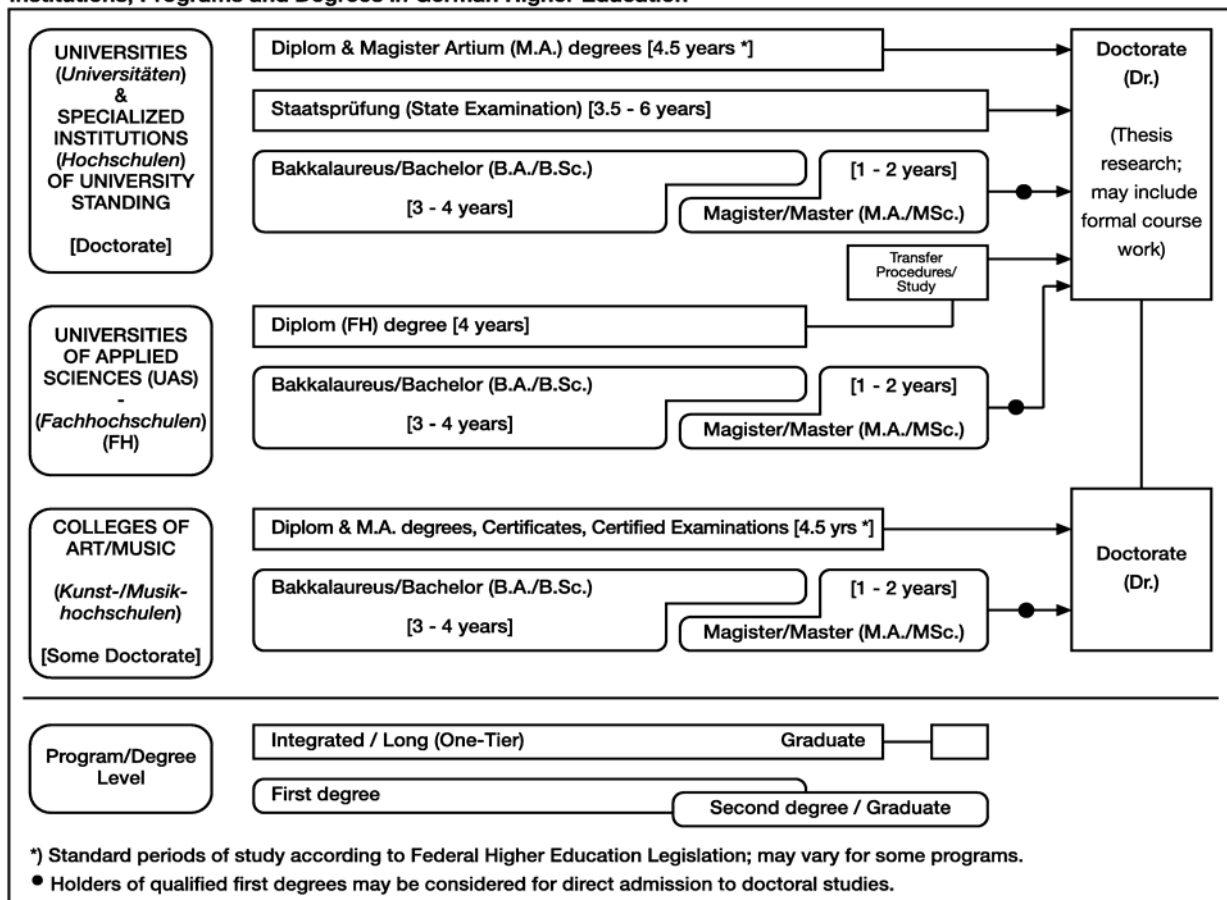 Institutions, Programs and Degrees in German Higher Education
UNIVERSITIES
(Universitäten)
&
SPECIALIZED
INSTITUTIONS
(Hochschulen)
OF UNIVERSITY
STANDING
[Doctorate]
Diplom & Magister Artium (M.A.) degrees [4.5 years *]
Staatsprüfung (State Examination) [3.5 - 6 years]
Bakkalaureus/Bachelor (B.A./B.Sc.)
[3 - 4 years]
[1 - 2 years]
Magister/Master (M.A./MSc.)
Doctorate
(Dr.)
(Thesis
research;
may include
formal course
work)
Transfer
Procedures/
Study
UNIVERSITIES
OF APPLIED
SCIENCES (UAS)
-
(Fachhochschulen)
(FH)
Diplom (FH) degree [4 years]
Bakkalaureus/Bachelor (B.A./B.Sc.)
[3 - 4 years]
[1 - 2 years]
Magister/Master (M.A./MSc.)
COLLEGES OF
ART/MUSIC
(Kunst-/Musik-
hochschulen)
[Some Doctorate]
Diplom & M.A. degrees, Certificates, Certified Examinations [4.5 yrs *]
Bakkalaureus/Bachelor (B.A./B.Sc.)
[3 - 4 years]
[1 - 2 years]
Magister/Master (M.A./MSc.)
Doctorate
(Dr.)
Program/Degree
Level
Integrated / Long (One-Tier) Graduate
First degree
Second degree / Graduate
*) Standard periods of study according to Federal Higher Education Legislation; may vary for some programs.
● Holders of qualified first degrees may be considered for direct admission to doctoral studies.